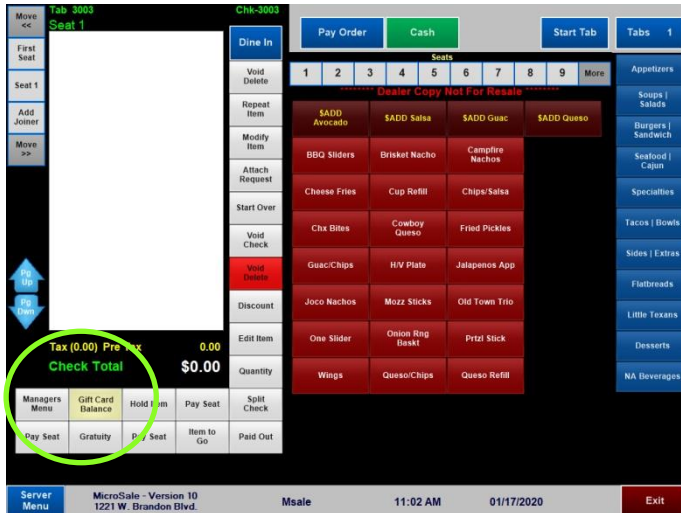 Move
<<
Tab 3003
Seat 1
Chk-3003
First
Seat
Seat 1
Add
Joiner
Move
>>
Pg
Up
Pg
Dwn
Tax (0.00) Pre Tax 0.00
Check Total $0.00
Managers
Menu
Gift Card
Balance
Hold Item
Pay Seat
Pay Seat
Gratuity
Pay Seat
Item to
Go
Dine In
Void
Delete
Repeat
Item
Modify
Item
Attach
Request
Start Over
Void
Check
Void
Delete
Discount
Edit Item
Quantity
Split
Check
Paid Out
Pay Order
Cash
Start Tab
Tabs 1
Seats
1 2 3 4 5 6 7 8 9 More
******** Dealer Copy Not For Resale ********
$ADD
Avocado
$ADD Salsa
$ADD Guac
$ADD Queso
BBQ Sliders
Brisket Nacho
Campfire
Nachos
Cheese Fries
Cup Refill
Chips/Salsa
Chx Bites
Cowboy
Queso
Fried Pickles
Guac/Chips
H/V Plate
Jalapenos App
Joco Nachos
Mozz Sticks
Old Town Trio
One Slider
Onion Rng
Baskt
Prtzl Stick
Wings
Queso/Chips
Queso Refill
Appetizers
Soups |
Salads
Burgers |
Sandwich
Seafood |
Cajun
Specialties
Tacos | Bowls
Sides | Extras
Flatbreads
Little Texans
Desserts
NA Beverages
Server
Menu
MicroSale - Version 10
1221 W. Brandon Blvd.
Msale
11:02 AM
01/17/2020
Exit